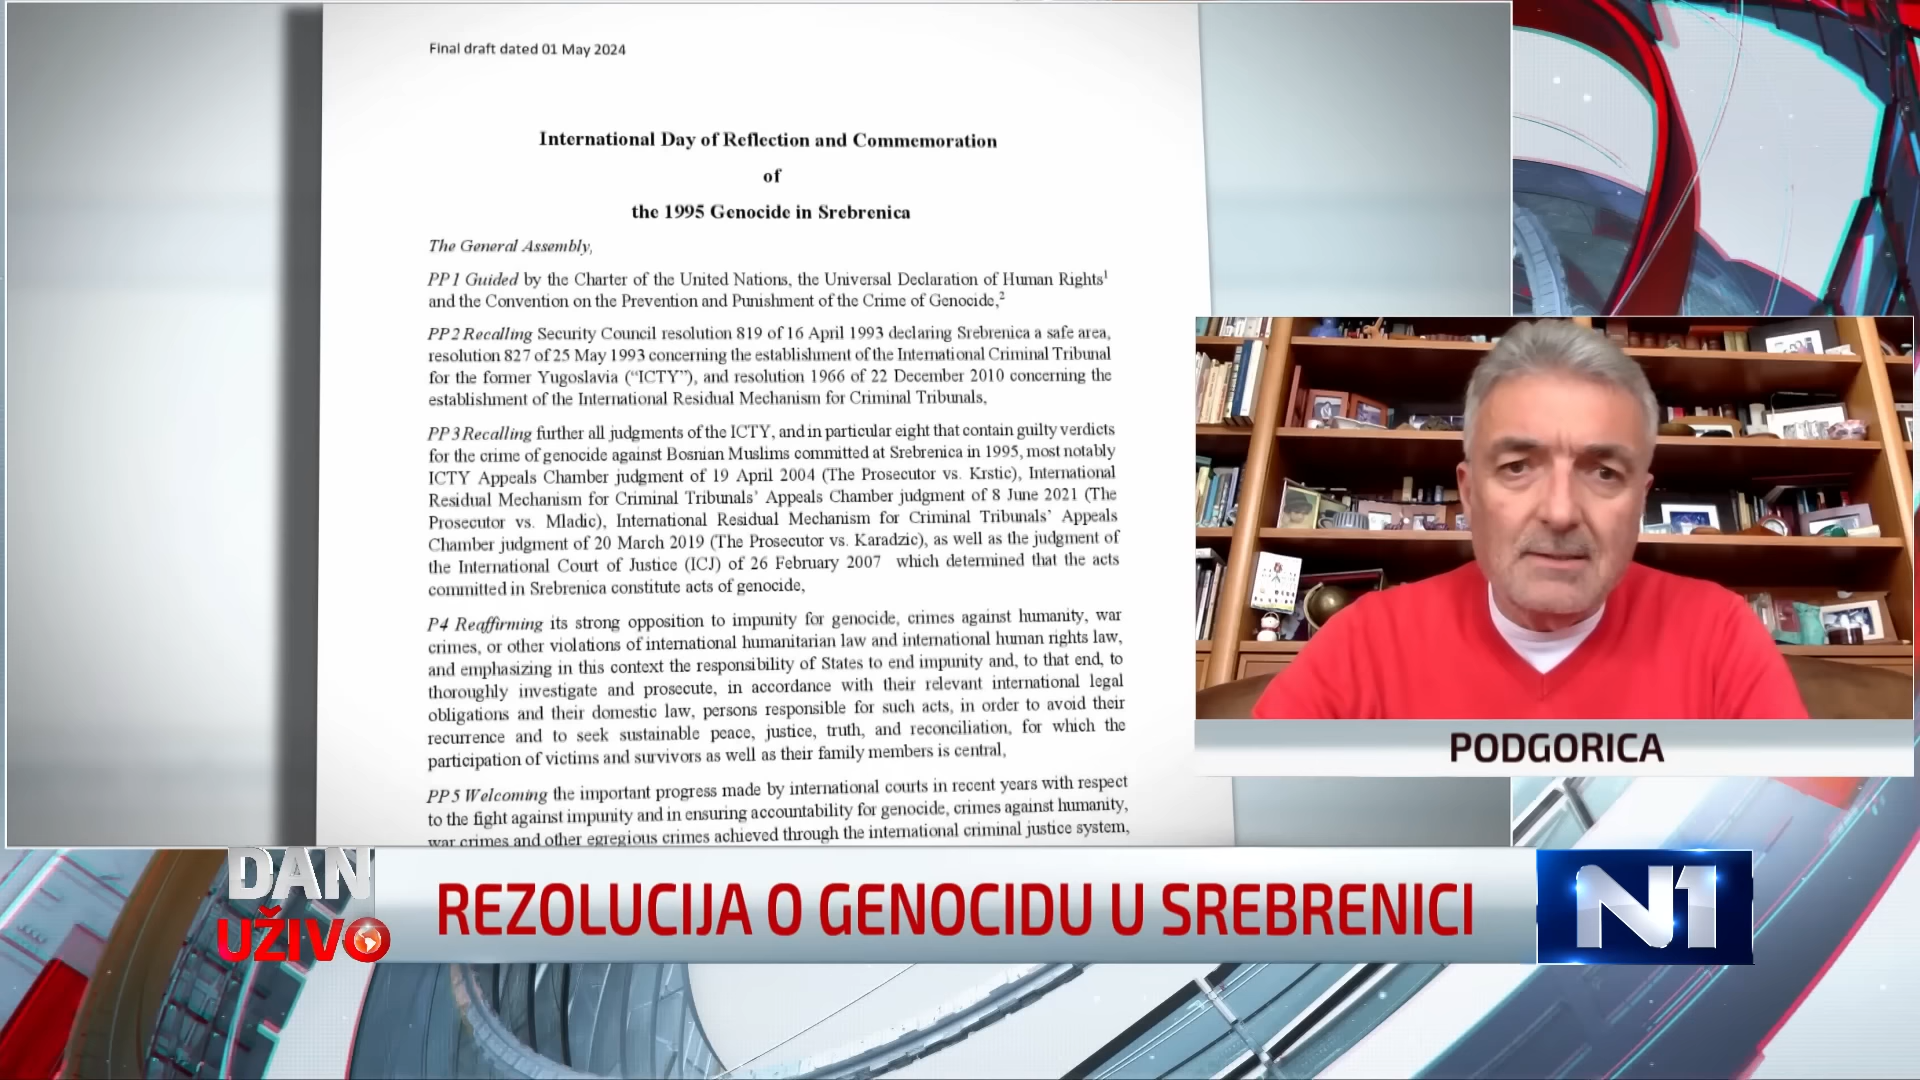 Final draft dated 01 May 2024
International Day of Reflection and Commemoration
of
the 1995 Genocide in Srebrenica
The General Assembly,
PP1 Guided by the Charter of the United Nations, the Universal Declaration of Human Rights1
and the Convention on the Prevention and Punishment of the Crime of Genocide,2
PP2 Recalling Security Council resolution 819 of 16 April 1993 declaring Srebrenica a safe area,
resolution 827 of 25 May 1993 concerning the establishment of the International Criminal Tribunal
for the former Yugoslavia (“ICTY”), and resolution 1966 of 22 December 2010 concerning the
establishment of the International Residual Mechanism for Criminal Tribunals,
PP3 Recalling further all judgments of the ICTY, and in particular eight that contain guilty verdicts
for the crime of genocide against Bosnian Muslims committed at Srebrenica in 1995, most notably
ICTY Appeals Chamber judgment of 19 April 2004 (The Prosecutor vs. Krstic), International
Residual Mechanism for Criminal Tribunals’ Appeals Chamber judgment of 8 June 2021 (The
Prosecutor vs. Mladic), International Residual Mechanism for Criminal Tribunals’ Appeals
Chamber judgment of 20 March 2019 (The Prosecutor vs. Karadzic), as well as the judgment of
the International Court of Justice (ICJ) of 26 February 2007 which determined that the acts
committed in Srebrenica constitute acts of genocide,
P4 Reaffirming its strong opposition to impunity for genocide, crimes against humanity, war
crimes, or other violations of international humanitarian law and international human rights law,
and emphasizing in this context the responsibility of States to end impunity and, to that end, to
thoroughly investigate and prosecute, in accordance with their relevant international legal
obligations and their domestic law, persons responsible for such acts, in order to avoid their
recurrence and to seek sustainable peace, justice, truth, and reconciliation, for which the
participation of victims and survivors as well as their family members is central,
PP5 Welcoming the important progress made by international courts in recent years with respect
to the fight against impunity and in ensuring accountability for genocide, crimes against humanity,
war crimes and other egregious crimes achieved through the international criminal justice system,
PODGORICA
DAN
UŽIVO
REZOLUCIJA O GENOCIDU U SREBRENICI
N1